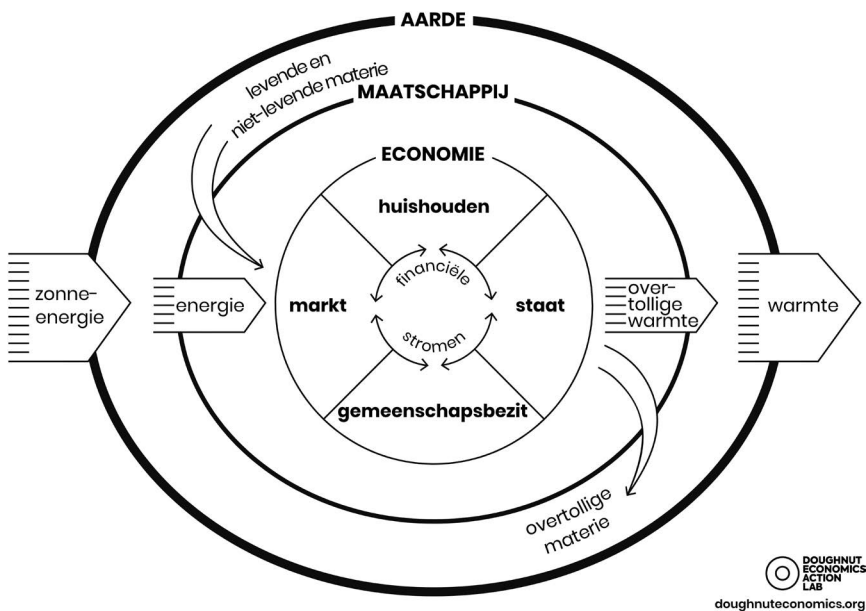 AARDE
levende en
niet-levende materie
MAATSCHAPPIJ
ECONOMIE
huishouden
financiële
zonne-
energie
energie
markt
staat
over-
tollige
warmte
warmte
stromen
gemeenschapsbezit
overtollige
materie
DOUGHNUT
ECONOMICS
ACTION
LAB
doughnuteconomics.org